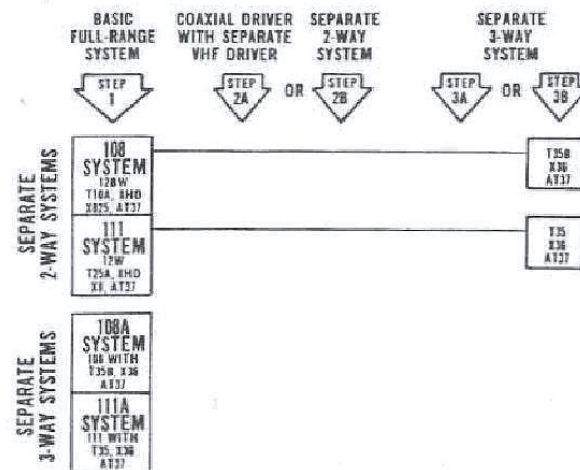 BASIC
FULL-RANGE
SYSTEM
COAXIAL DRIVER
WITH SEPARATE
VHF DRIVER
SEPARATE
2-WAY
SYSTEM
SEPARATE
3-WAY
SYSTEM
STEP
1
STEP
2A
OR
STEP
2B
STEP
3A
OR
STEP
3B
SEPARATE
2-WAY SYSTEMS
108
SYSTEM
12BW
T10A, 8HD
X825, AT37
T35B
X36
AT37
111
SYSTEM
12W
T25A, 8HD
X8, AT37
T35
X36
AT37
SEPARATE
3-WAY SYSTEMS
108A
SYSTEM
108 WITH
T35B, X36
AT37
111A
SYSTEM
111 WITH
T35, X36
AT37